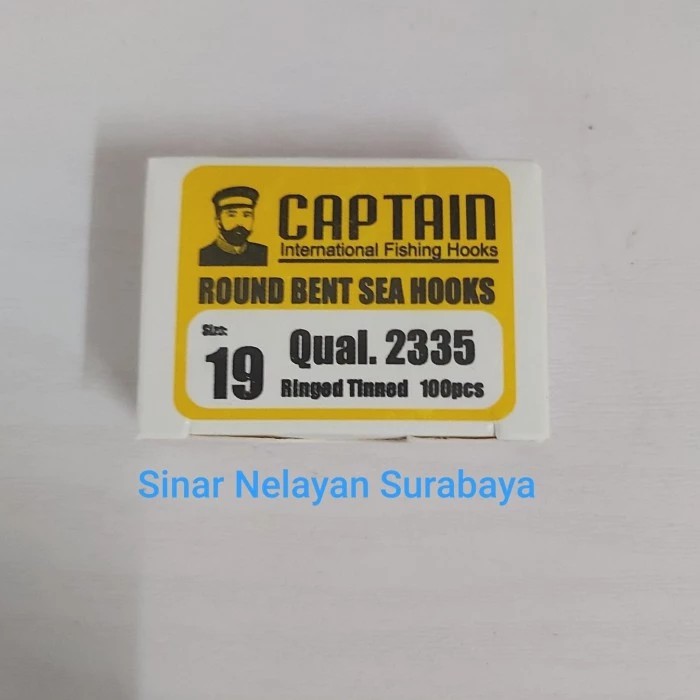 CAPTAIN
International Fishing Hooks
ROUND BENT SEA HOOKS
Size:
19
Qual. 2335
Ringed Tinned 100pcs
Sinar Nelayan Surabaya